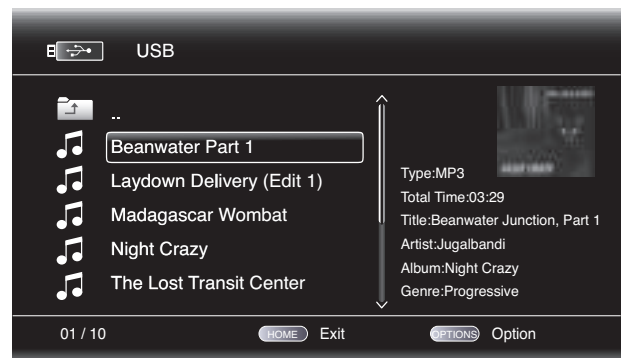 USB
..
Beanwater Part 1
Laydown Delivery (Edit 1)
Madagascar Wombat
Night Crazy
The Lost Transit Center
Type:MP3
Total Time:03:29
Title:Beanwater Junction, Part 1
Artist:Jugalbandi
Album:Night Crazy
Genre:Progressive
01 / 10
HOME Exit
OPTIONS Option